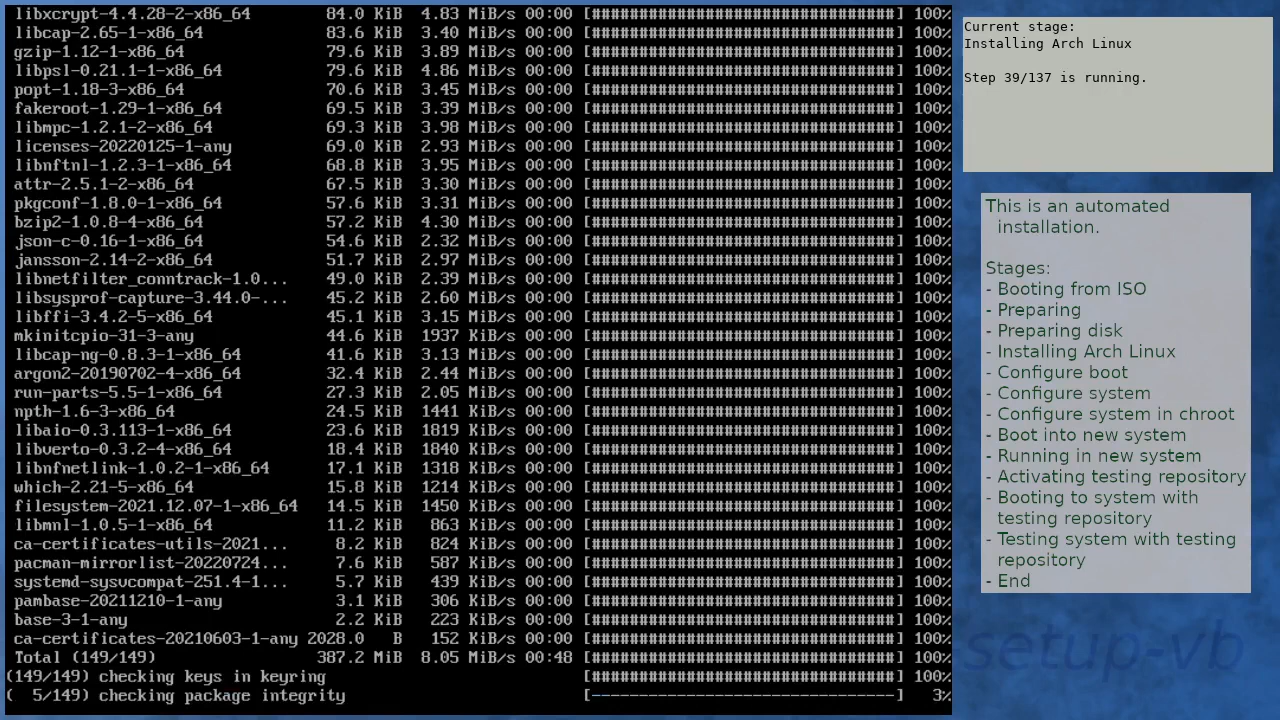 libxcrypt-4.4.28-2-x86_64 84.0 KiB 4.83 MiB/s 00:00 [################################] 100%
libcap-2.65-1-x86_64 83.6 KiB 3.40 MiB/s 00:00 [################################] 100%
gzip-1.12-1-x86_64 79.6 KiB 3.89 MiB/s 00:00 [################################] 100%
libpsl-0.21.1-1-x86_64 79.6 KiB 4.86 MiB/s 00:00 [################################] 100%
popt-1.18-3-x86_64 70.6 KiB 3.45 MiB/s 00:00 [################################] 100%
fakeroot-1.29-1-x86_64 69.5 KiB 3.39 MiB/s 00:00 [################################] 100%
libmpc-1.2.1-2-x86_64 69.3 KiB 3.98 MiB/s 00:00 [################################] 100%
licenses-20220125-1-any 69.0 KiB 2.93 MiB/s 00:00 [################################] 100%
libnftnl-1.2.3-1-x86_64 68.8 KiB 3.95 MiB/s 00:00 [################################] 100%
attr-2.5.1-2-x86_64 67.5 KiB 3.30 MiB/s 00:00 [################################] 100%
pkgconf-1.8.0-1-x86_64 57.6 KiB 3.31 MiB/s 00:00 [################################] 100%
bzip2-1.0.8-4-x86_64 57.2 KiB 4.30 MiB/s 00:00 [################################] 100%
json-c-0.16-1-x86_64 54.6 KiB 2.32 MiB/s 00:00 [################################] 100%
jansson-2.14-2-x86_64 51.7 KiB 2.97 MiB/s 00:00 [################################] 100%
libnetfilter_conntrack-1.0... 49.0 KiB 2.39 MiB/s 00:00 [################################] 100%
libsysprof-capture-3.44.0-... 45.2 KiB 2.60 MiB/s 00:00 [################################] 100%
libffi-3.4.2-5-x86_64 45.1 KiB 3.15 MiB/s 00:00 [################################] 100%
mkinitcpio-31-3-any 44.6 KiB 1937 KiB/s 00:00 [################################] 100%
libcap-ng-0.8.3-1-x86_64 41.6 KiB 3.13 MiB/s 00:00 [################################] 100%
argon2-20190702-4-x86_64 32.4 KiB 2.44 MiB/s 00:00 [################################] 100%
run-parts-5.5-1-x86_64 27.3 KiB 2.05 MiB/s 00:00 [################################] 100%
npth-1.6-3-x86_64 24.5 KiB 1441 KiB/s 00:00 [################################] 100%
libaio-0.3.113-1-x86_64 23.6 KiB 1819 KiB/s 00:00 [################################] 100%
libverto-0.3.2-4-x86_64 18.4 KiB 1840 KiB/s 00:00 [################################] 100%
libnfnetlink-1.0.2-1-x86_64 17.1 KiB 1318 KiB/s 00:00 [################################] 100%
which-2.21-5-x86_64 15.8 KiB 1214 KiB/s 00:00 [################################] 100%
filesystem-2021.12.07-1-x86_64 14.5 KiB 1450 KiB/s 00:00 [################################] 100%
libmnl-1.0.5-1-x86_64 11.2 KiB 863 KiB/s 00:00 [################################] 100%
ca-certificates-utils-2021... 8.2 KiB 824 KiB/s 00:00 [################################] 100%
pacman-mirrorlist-20220724... 7.6 KiB 587 KiB/s 00:00 [################################] 100%
systemd-sysvcompat-251.4-1... 5.7 KiB 439 KiB/s 00:00 [################################] 100%
pambase-20211210-1-any 3.1 KiB 306 KiB/s 00:00 [################################] 100%
base-3-1-any 2.2 KiB 223 KiB/s 00:00 [################################] 100%
ca-certificates-20210603-1-any 2028.0 B 152 KiB/s 00:00 [################################] 100%
Total (149/149) 387.2 MiB 8.05 MiB/s 00:48 [################################] 100%
(149/149) checking keys in keyring [################################] 100%
( 5/149) checking package integrity [--------------------------------] 3%
Current stage:
Installing Arch Linux
Step 39/137 is running.
This is an automated
installation.
Stages:
- Booting from ISO
- Preparing
- Preparing disk
- Installing Arch Linux
- Configure boot
- Configure system
- Configure system in chroot
- Boot into new system
- Running in new system
- Activating testing repository
- Booting to system with
testing repository
- Testing system with testing
repository
- End
setup-vb